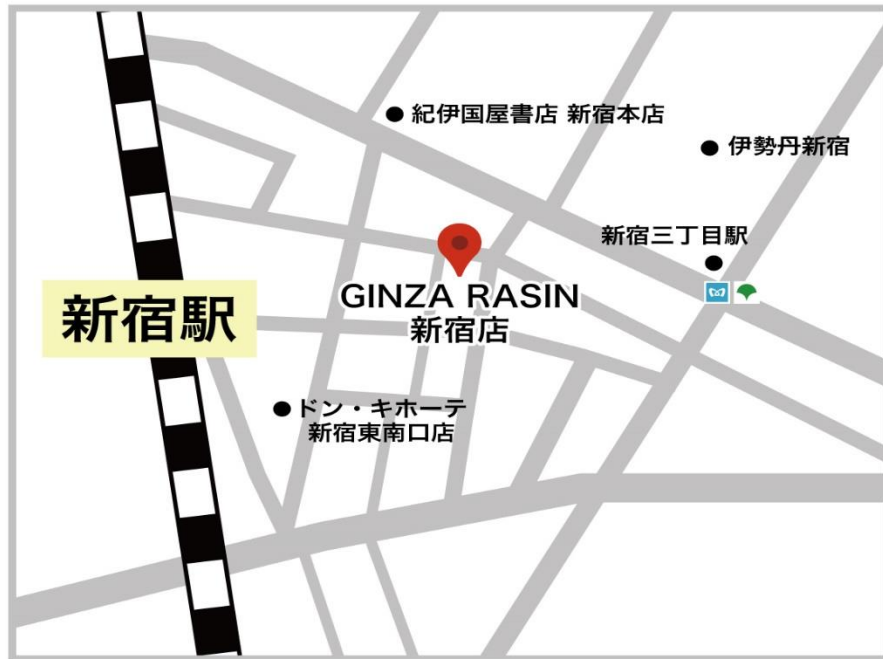 紀伊国屋書店 新宿本店
伊勢丹新宿
新宿三丁目駅
GINZA RASIN
新宿店
新宿駅
ドン・キホーテ
新宿東南口店